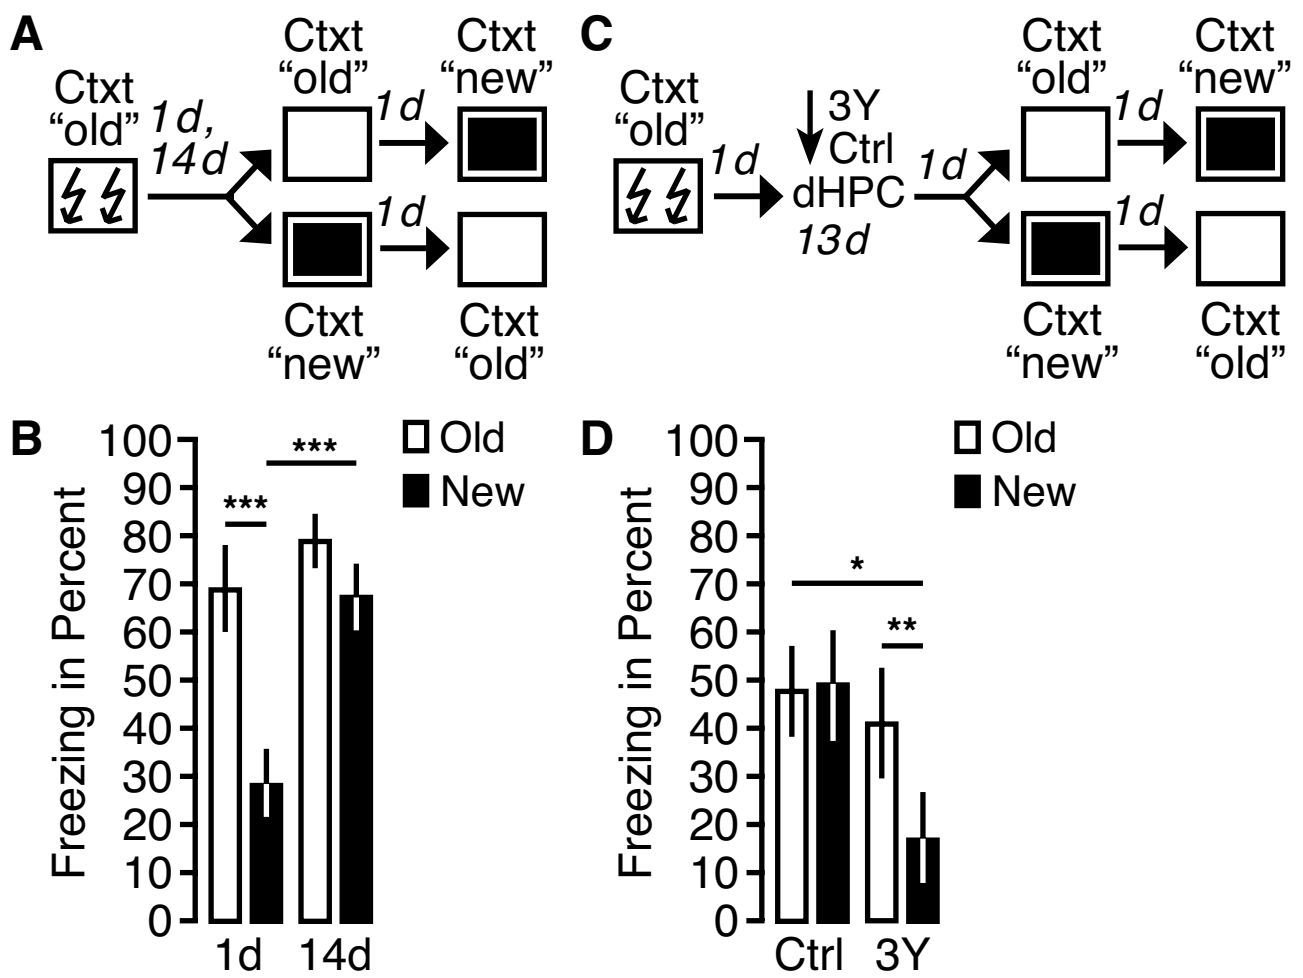 A
Ctxt
“old”
1d,
14d
Ctxt
“old”
1d
Ctxt
“new”
1d
Ctxt
“new”
Ctxt
“old”
C
Ctxt
“old”
1d
3Y
Ctrl
dHPC
13d
1d
Ctxt
“old”
1d
Ctxt
“new”
1d
Ctxt
“new”
Ctxt
“old”
B
Freezing in Percent
100
90
80
70
60
50
40
30
20
10
0
***
***
Old
New
1d
14d
D
Freezing in Percent
100
90
80
70
60
50
40
30
20
10
0
*
**
Old
New
Ctrl
3Y